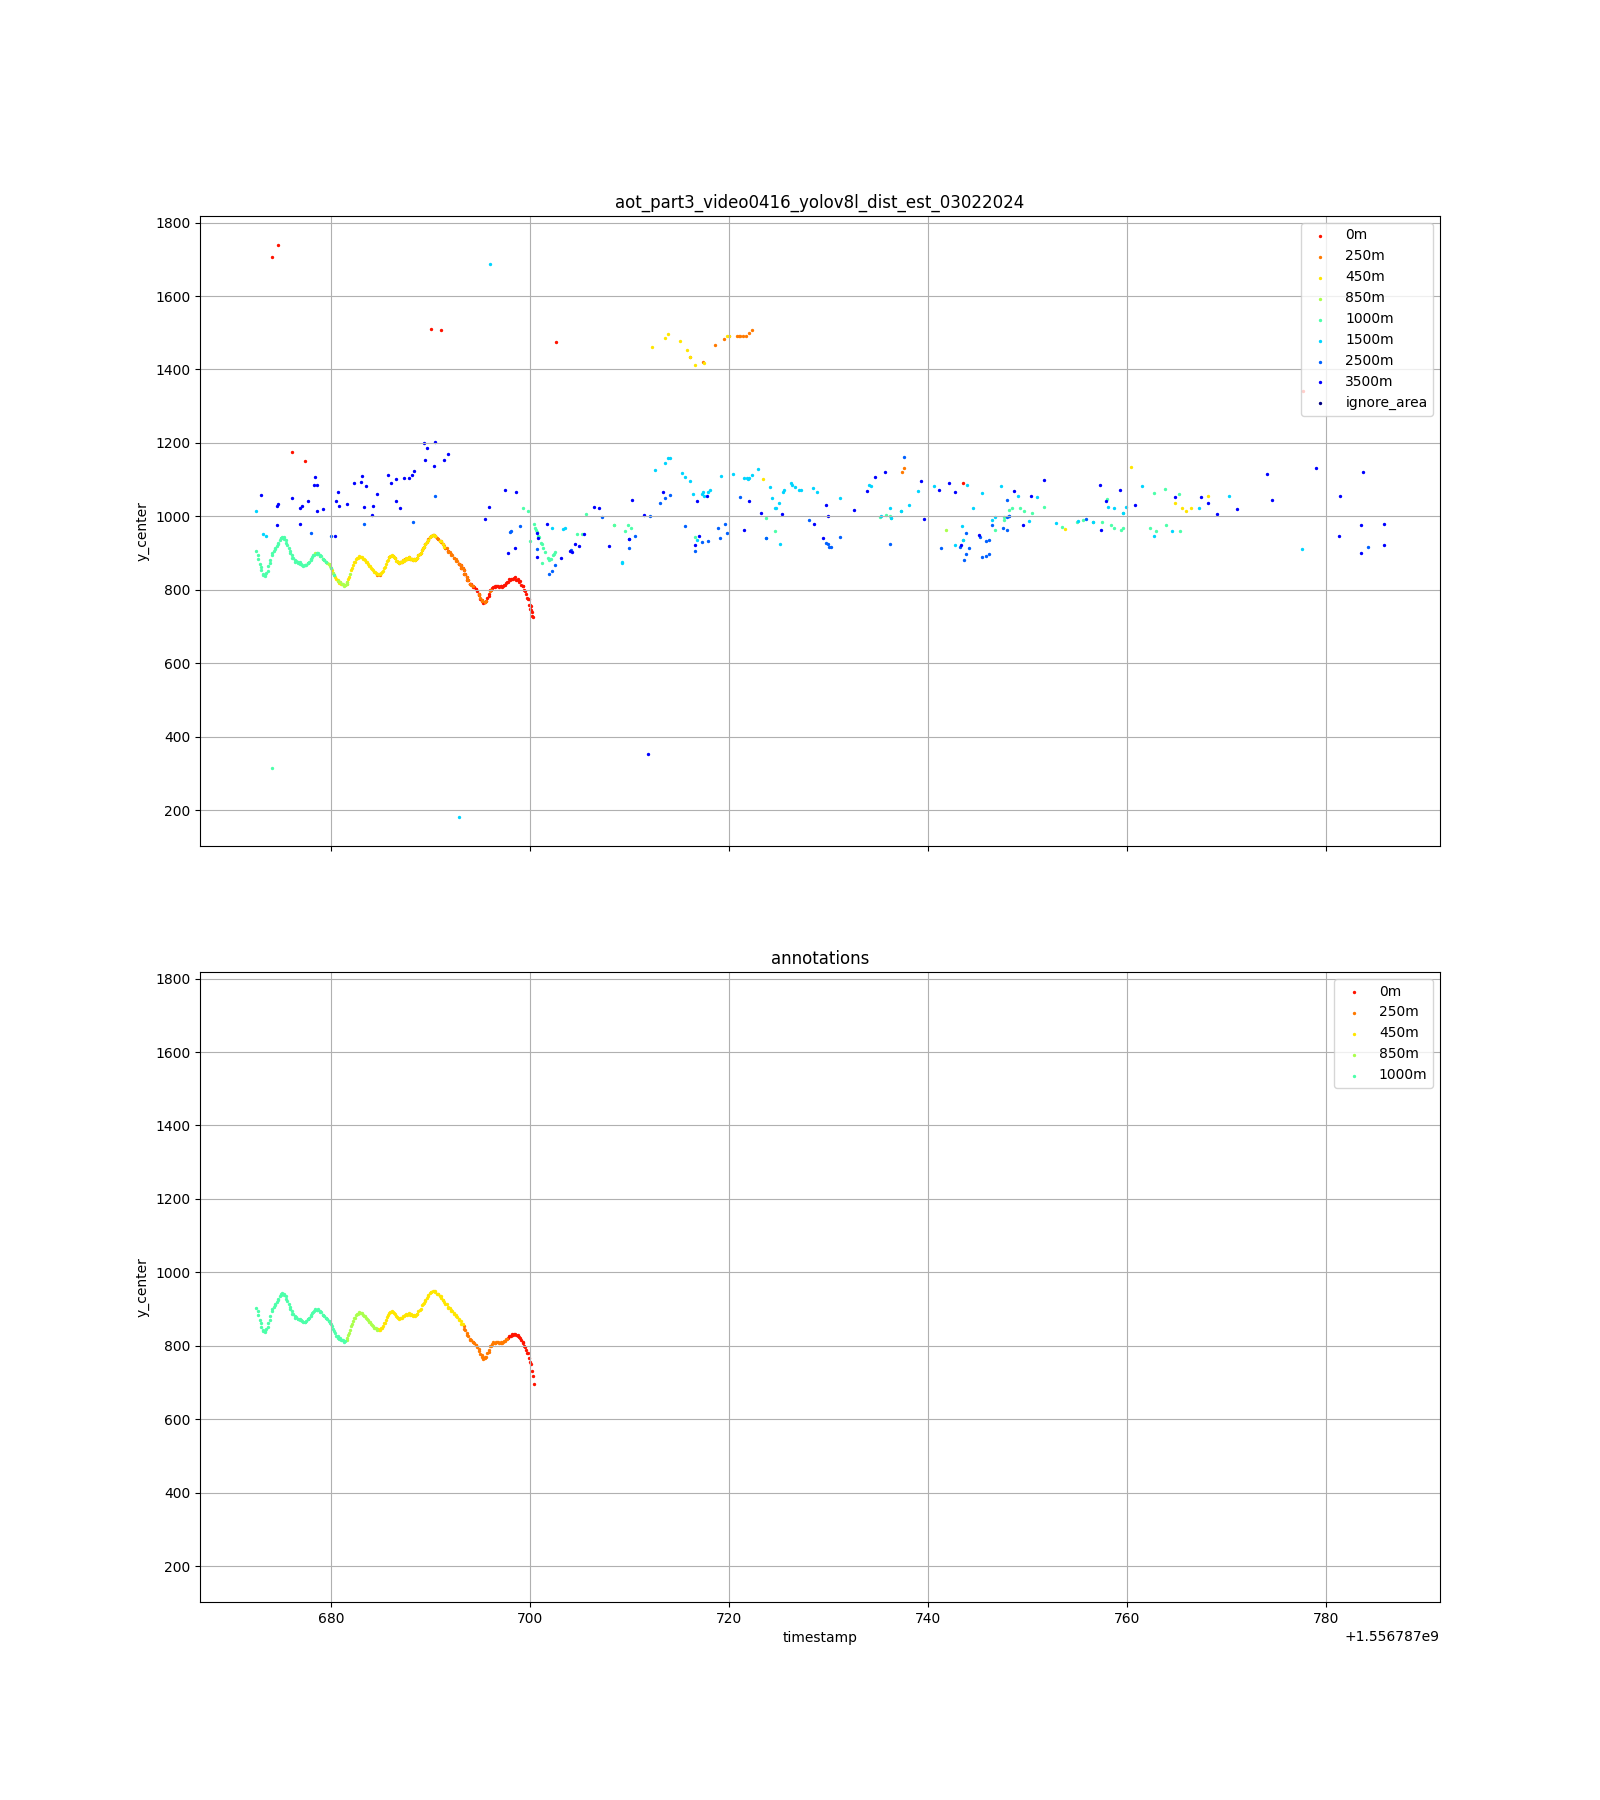 aot_part3_video0416_yolov8l_dist_est_03022024
1800
1600
1400
1200
1000
800
600
400
200
y_center
0m
250m
450m
850m
1000m
1500m
2500m
3500m
ignore_area
annotations
1800
1600
1400
1200
1000
800
600
400
200
y_center
0m
250m
450m
850m
1000m
680
700
720
740
760
780
timestamp
+1.556787e9